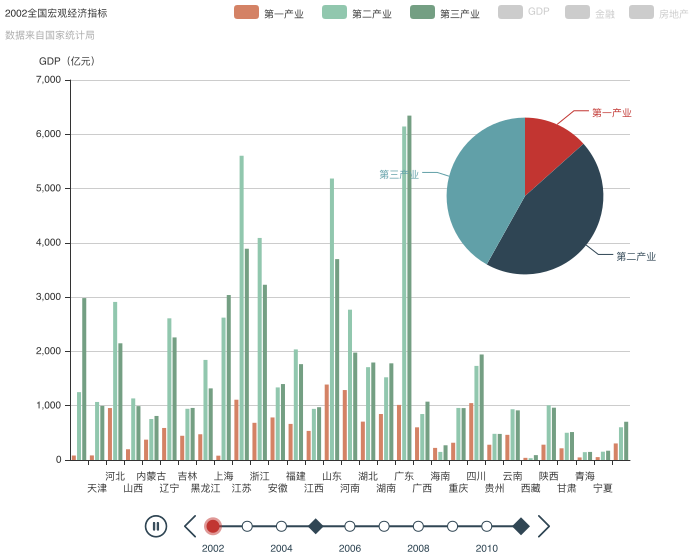 2002全国宏观经济指标
第一产业 第二产业 第三产业 GDP 金融 房地产
数据来自国家统计局
GDP（亿元）
7,000
6,000
5,000
4,000
3,000
2,000
1,000
0
第一产业
第三产业
第二产业
河北 内蒙古 吉林 上海 浙江 福建 山东 湖北 广东 海南 四川 云南 陕西 青海
天津 山西 辽宁 黑龙江 江苏 安徽 江西 河南 湖南 广西 重庆 贵州 西藏 甘肃 宁夏
2002 2004 2006 2008 2010